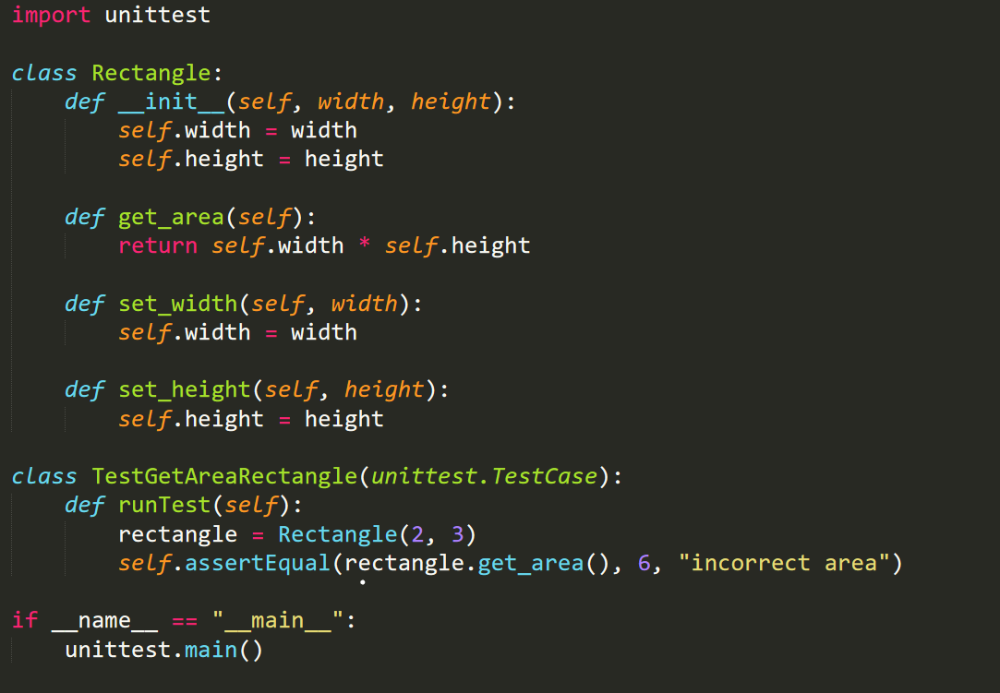 import unittest

class Rectangle:
    def __init__(self, width, height):
        self.width = width
        self.height = height

    def get_area(self):
        return self.width * self.height

    def set_width(self, width):
        self.width = width

    def set_height(self, height):
        self.height = height

class TestGetAreaRectangle(unittest.TestCase):
    def runTest(self):
        rectangle = Rectangle(2, 3)
        self.assertEqual(rectangle.get_area(), 6, "incorrect area")

if __name__ == "__main__":
    unittest.main()